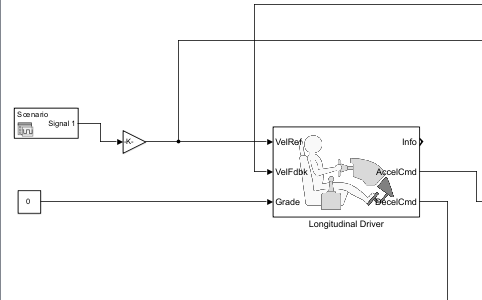 Scenario
Signal 1
-K-
VelRef
Info
VelFdbk
AccelCmd
0
Grade
DecelCmd
Longitudinal Driver